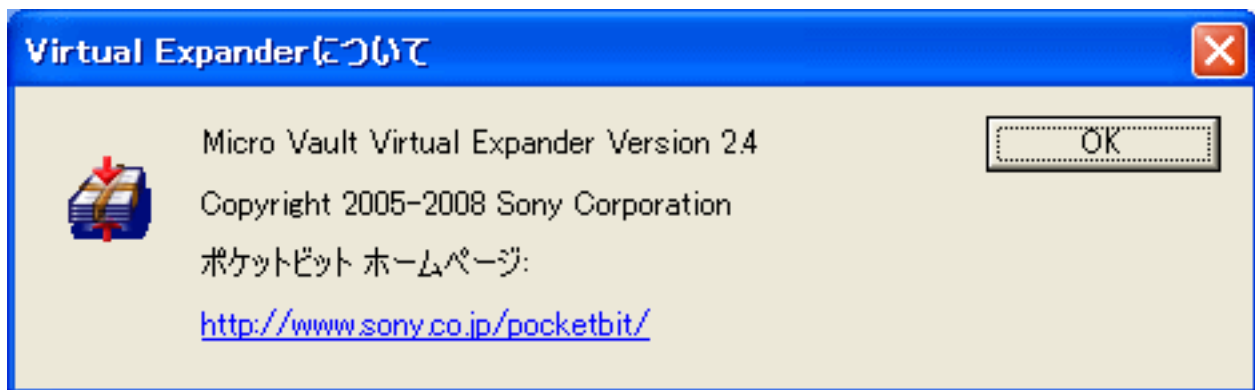 Virtual Expanderについて
Micro Vault Virtual Expander Version 2.4
OK
Copyright 2005-2008 Sony Corporation
ポケットビット ホームページ:
http://www.sony.co.jp/pocketbit/